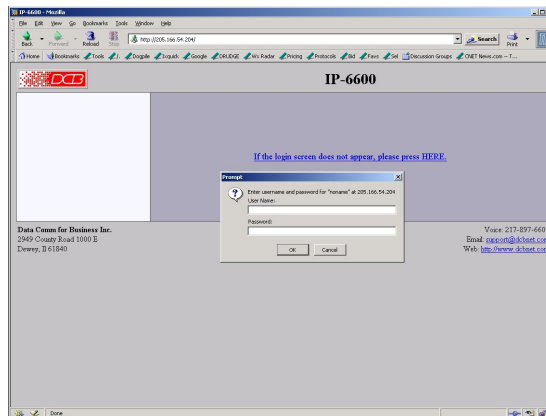 IP-6600 - Mozilla
File Edit View Go Bookmarks Tools Window Help
Back Forward Reload Stop http://205.166.54.204/ Search Print
Home Bookmarks Tools Dogpile Ixquick Google DRUDGE Wx Radar Pricing Protocols Bid Favs Sel Discussion Groups CNET News.com -- T...
DCB
IP-6600
If the login screen does not appear, please press HERE.
Prompt
Enter username and password for "noname" at 205.166.54.204
User Name:
Password:
OK Cancel
Data Comm for Business Inc.
2949 County Road 1000 E
Dewey, Il 61840
Voice: 217-897-660
Email: support@dcbnet.com
Web: http://www.dcbnet.com
Done